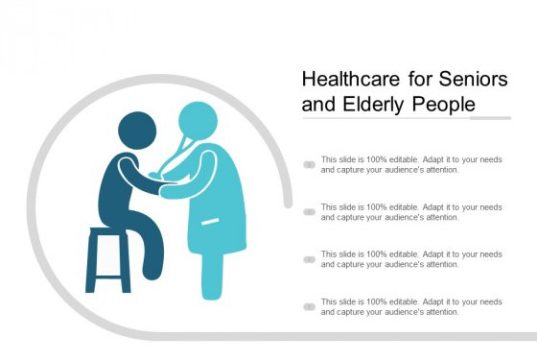 Healthcare for Seniors
and Elderly People
This slide is 100% editable. Adapt it to your needs
and capture your audience's attention.
This slide is 100% editable. Adapt it to your needs
and capture your audience's attention.
This slide is 100% editable. Adapt it to your needs
and capture your audience's attention.
This slide is 100% editable. Adapt it to your needs
and capture your audience's attention.